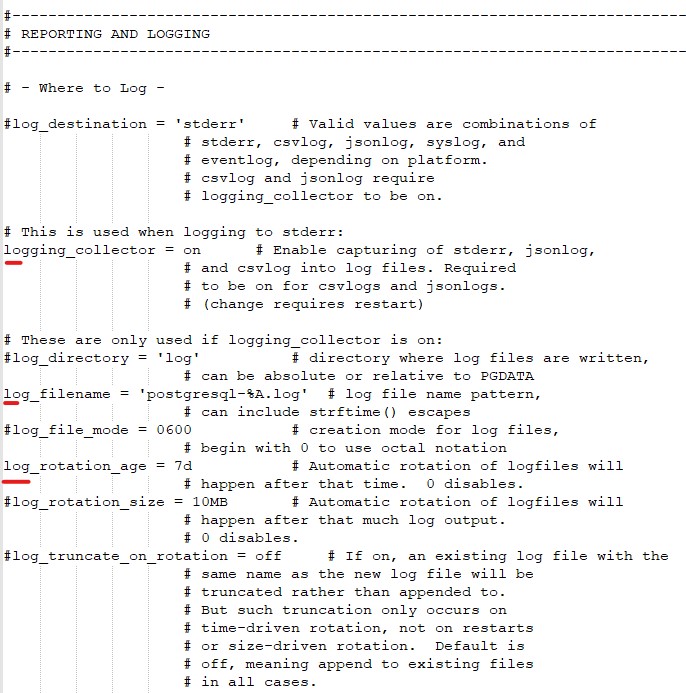 #------------------------------------------------------------------------------
# REPORTING AND LOGGING
#------------------------------------------------------------------------------
# - Where to Log -
#log_destination = 'stderr'     # Valid values are combinations of
                    # stderr, csvlog, jsonlog, syslog, and
                    # eventlog, depending on platform.
                    # csvlog and jsonlog require
                    # logging_collector to be on.
# This is used when logging to stderr:
logging_collector = on      # Enable capturing of stderr, jsonlog,
                    # and csvlog into log files. Required
                    # to be on for csvlogs and jsonlogs.
                    # (change requires restart)
# These are only used if logging_collector is on:
#log_directory = 'log'          # directory where log files are written,
                    # can be absolute or relative to PGDATA
log_filename = 'postgresql-%A.log'  # log file name pattern,
                    # can include strftime() escapes
#log_file_mode = 0600           # creation mode for log files,
                    # begin with 0 to use octal notation
log_rotation_age = 7d           # Automatic rotation of logfiles will
                    # happen after that time.  0 disables.
#log_rotation_size = 10MB       # Automatic rotation of logfiles will
                    # happen after that much log output.
                    # 0 disables.
#log_truncate_on_rotation = off     # If on, an existing log file with the
                    # same name as the new log file will be
                    # truncated rather than appended to.
                    # But such truncation only occurs on
                    # time-driven rotation, not on restarts
                    # or size-driven rotation.  Default is
                    # off, meaning append to existing files
                    # in all cases.